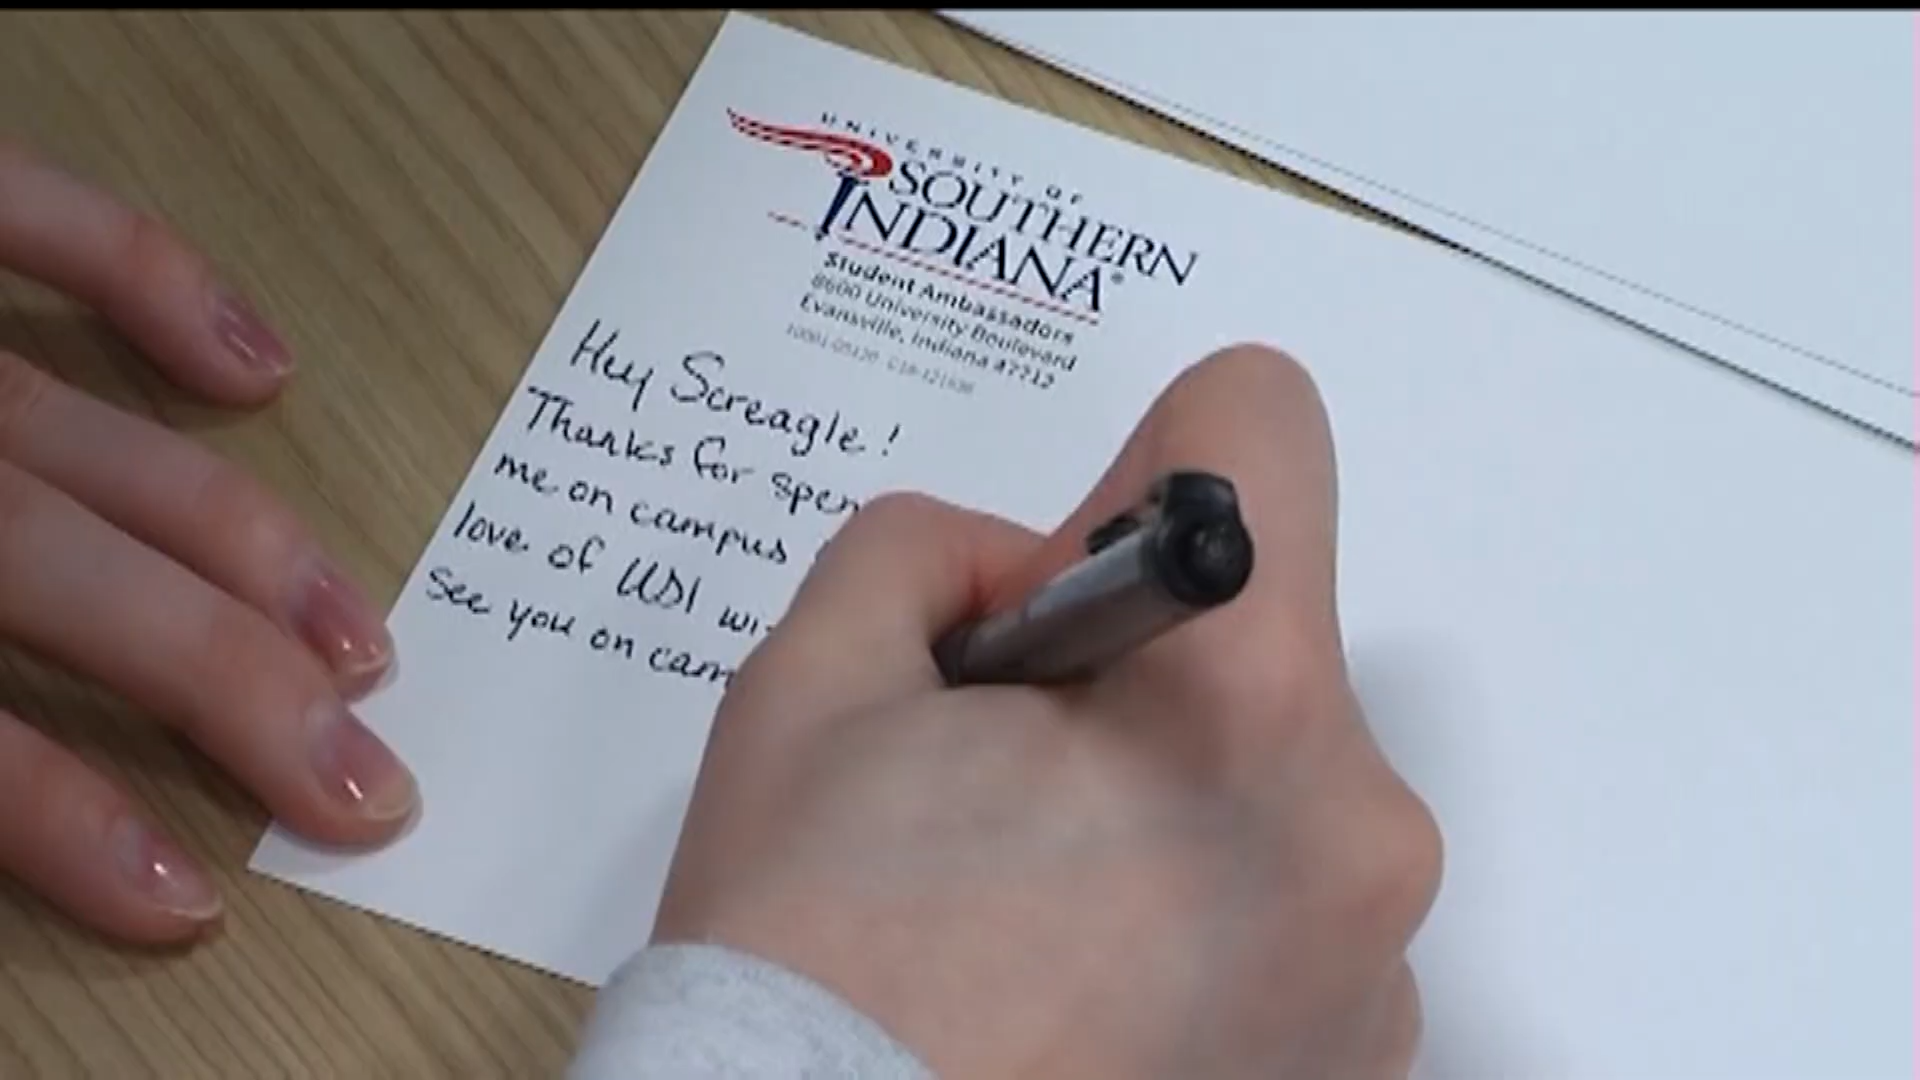 UNIVERSITY OF
SOUTHERN
INDIANA®
Student Ambassadors
8600 University Boulevard
Evansville, Indiana 47712
Hey Screagle!
Thanks for spen
me on campus
love of USI wi
see you on cam